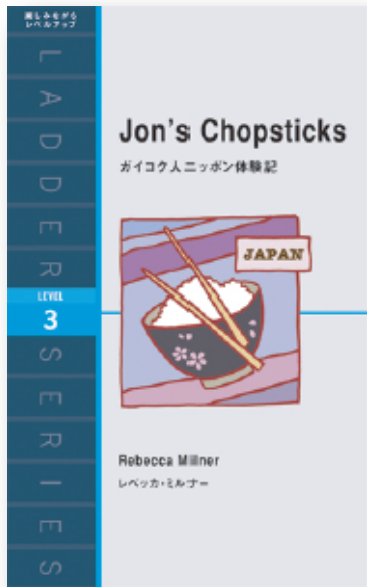 楽しみながら
レベルアップ
LADDER
LEVEL
3
SERIES
Jon's Chopsticks
ガイコク人ニッポン体験記
JAPAN
Rebecca Milner
レベッカ・ミルナー